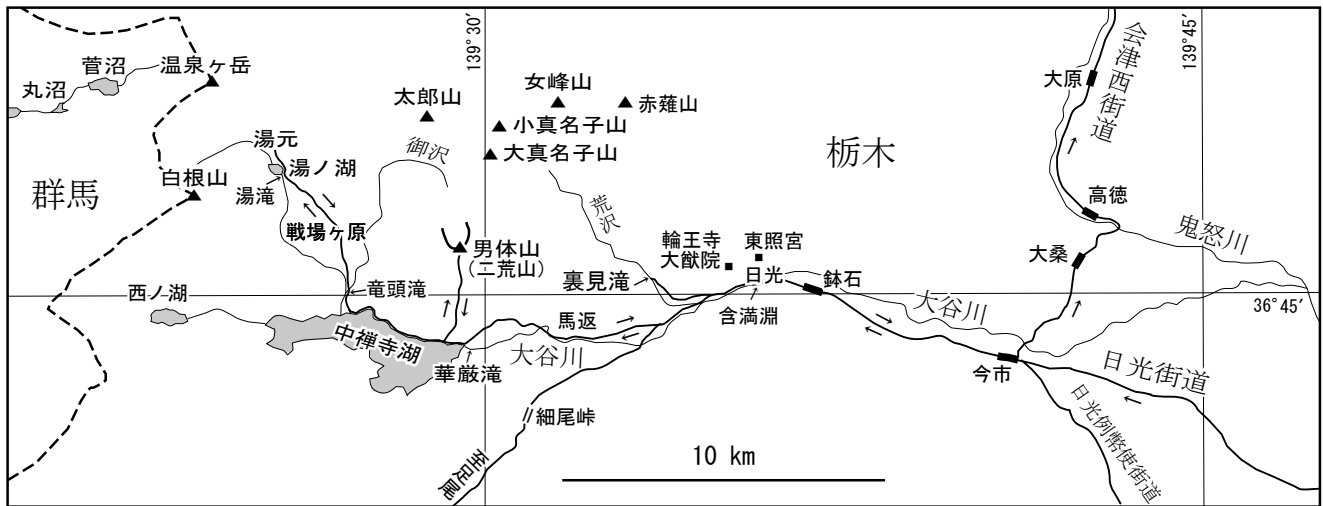 139°30′
139°45′
36°45′
会津西街道
菅沼
温泉ヶ岳
丸沼
大原
女峰山
赤薙山
太郎山
小真名子山
大真名子山
御沢
栃木
湯元
湯ノ湖
湯滝
白根山
群馬
荒沢
高徳
鬼怒川
戦場ヶ原
男体山
(二荒山)
輪王寺
大猷院
東照宮
大桑
日光
鉢石
裏見滝
竜頭滝
西ノ湖
含満淵
大谷川
馬返
中禅寺湖
大谷川
華厳滝
今市
日光街道
細尾峠
日光例幣使街道
至足尾
10 km